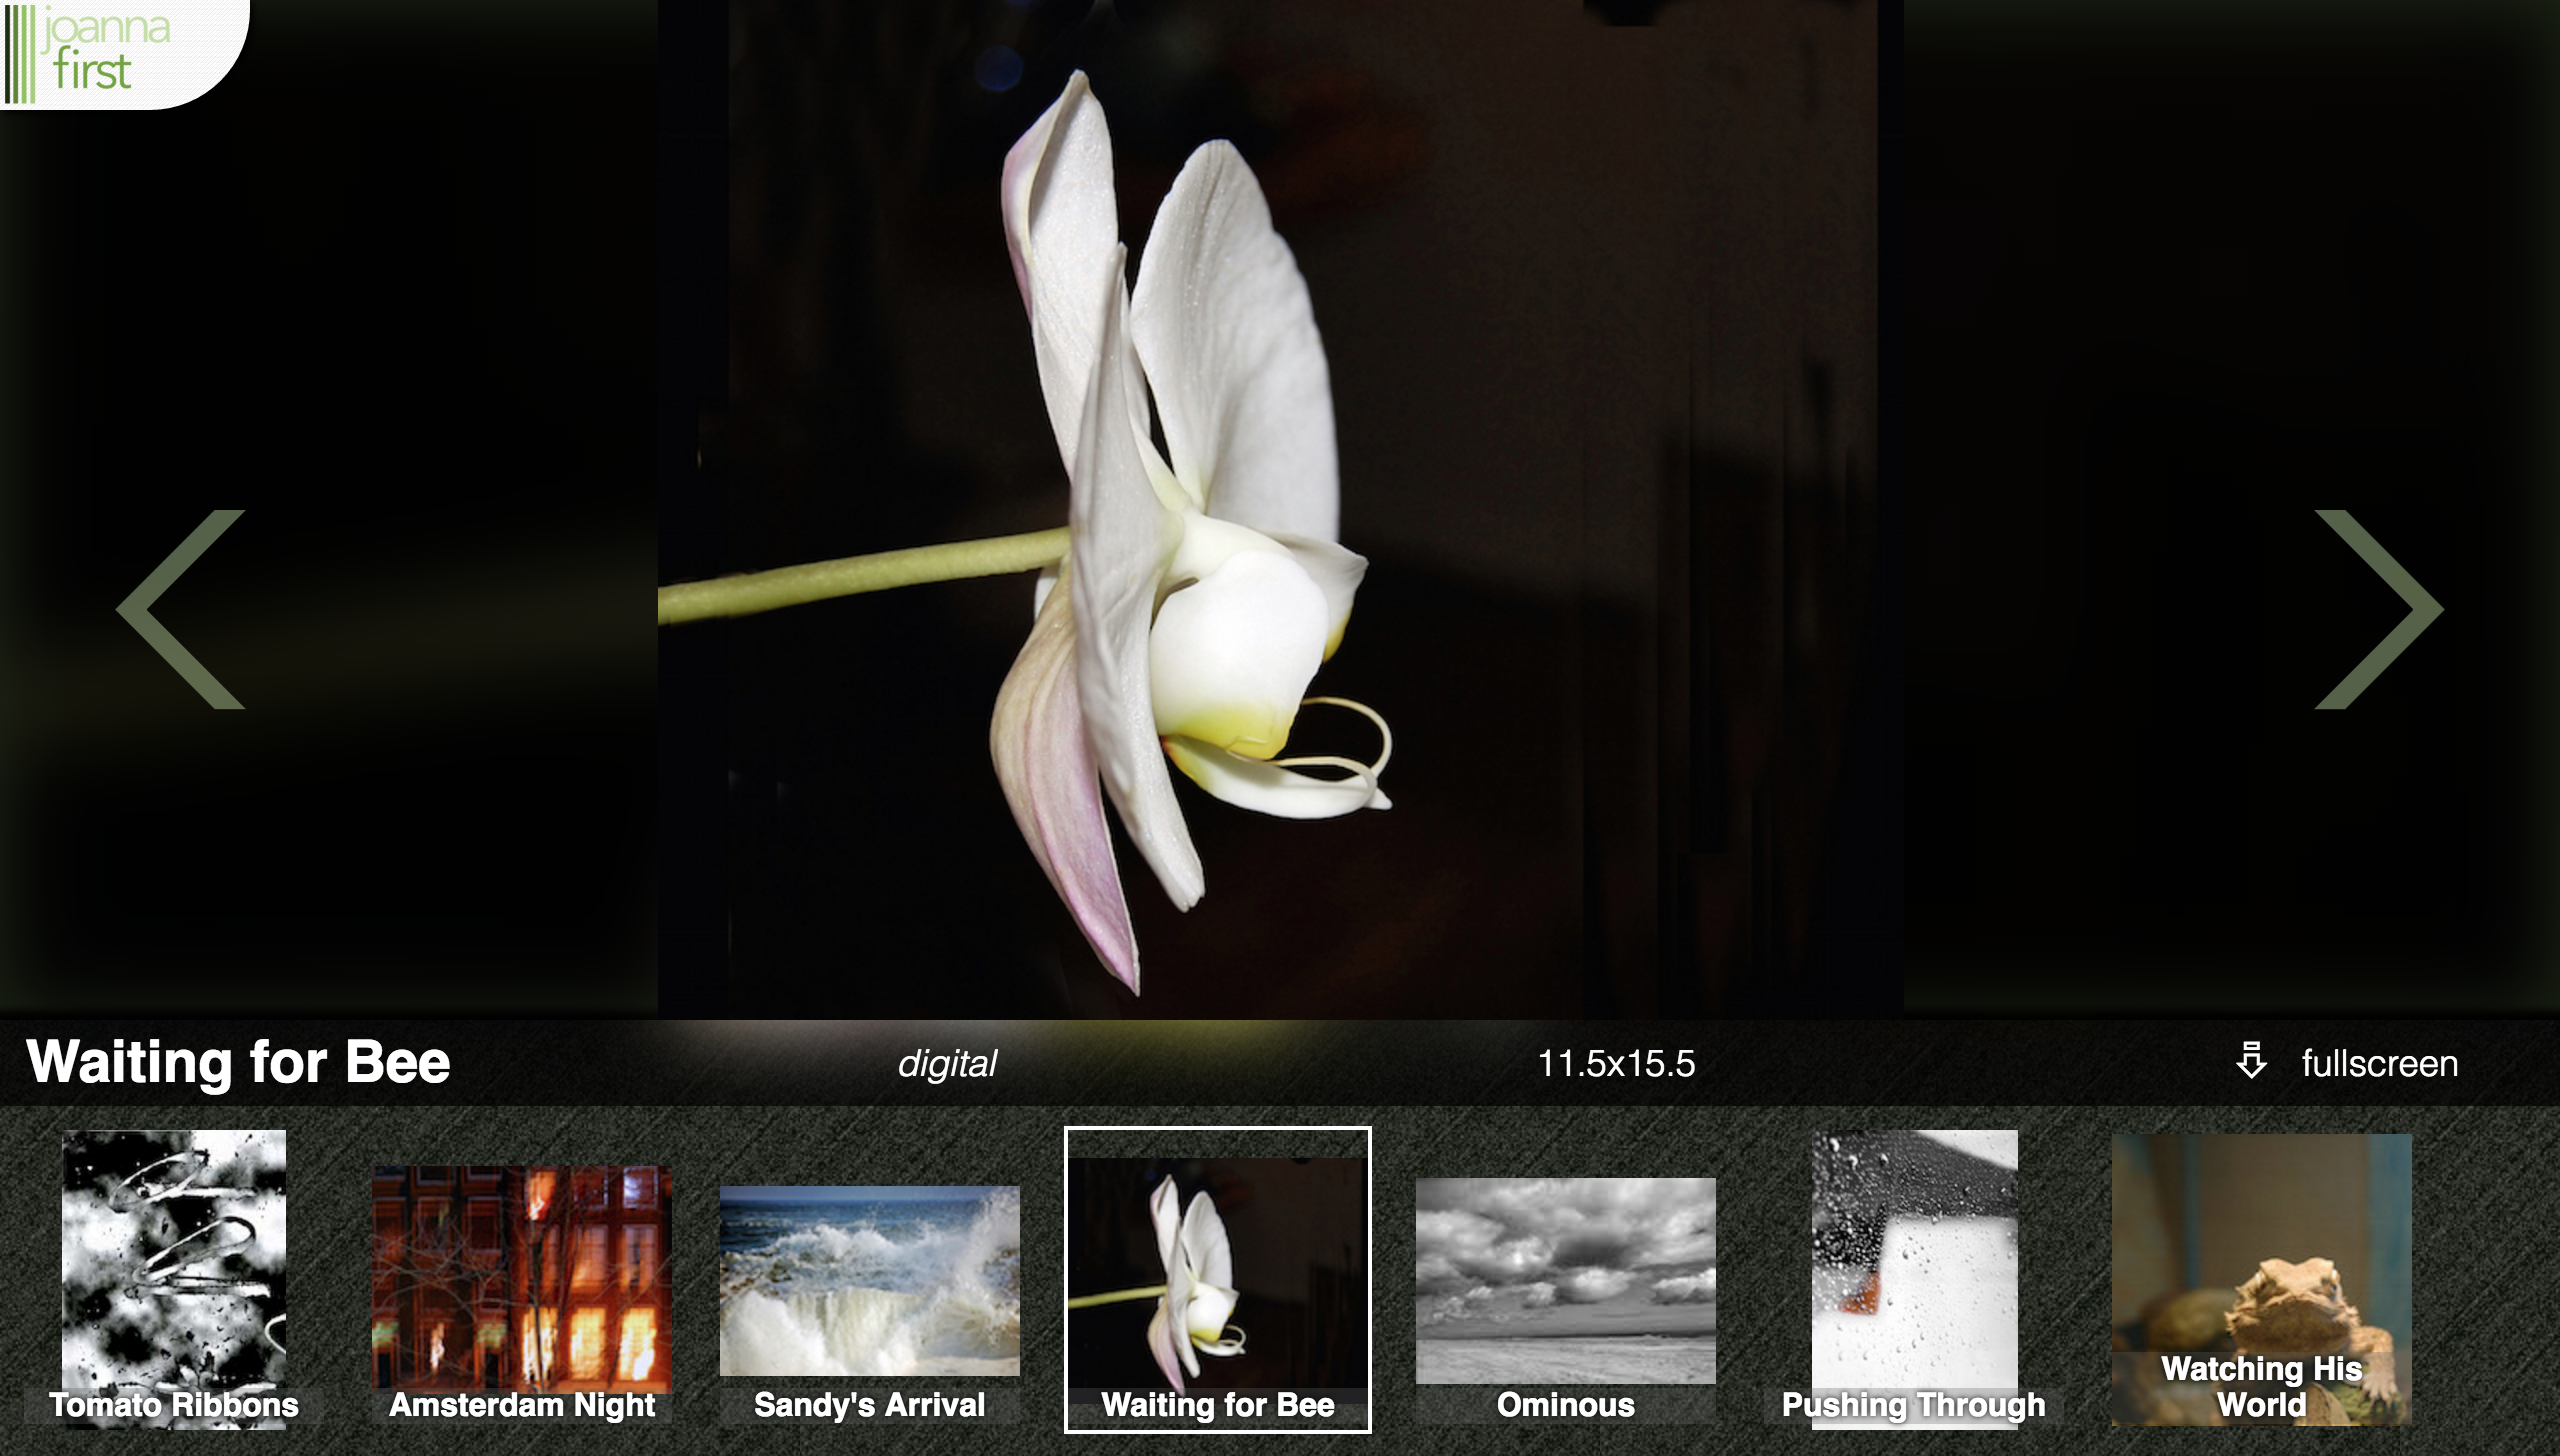 joanna
first
Waiting for Bee
digital
11.5x15.5
fullscreen
Tomato Ribbons
Amsterdam Night
Sandy's Arrival
Waiting for Bee
Ominous
Pushing Through
Watching His
World